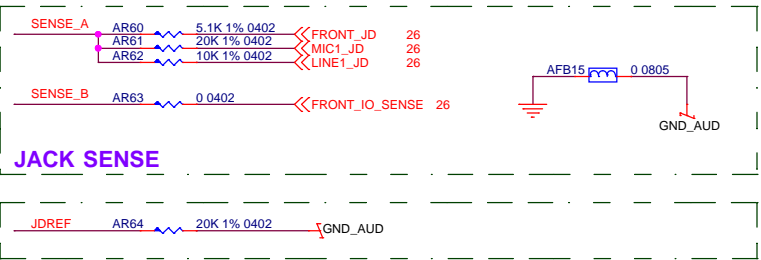 SENSE_A AR60 5.1K 1% 0402 FRONT_JD 26
AR61 20K 1% 0402 MIC1_JD 26
AR62 10K 1% 0402 LINE1_JD 26
AFB15 0 0805
SENSE_B AR63 0 0402 FRONT_IO_SENSE 26
GND_AUD
JACK SENSE
JDREF AR64 20K 1% 0402 GND_AUD